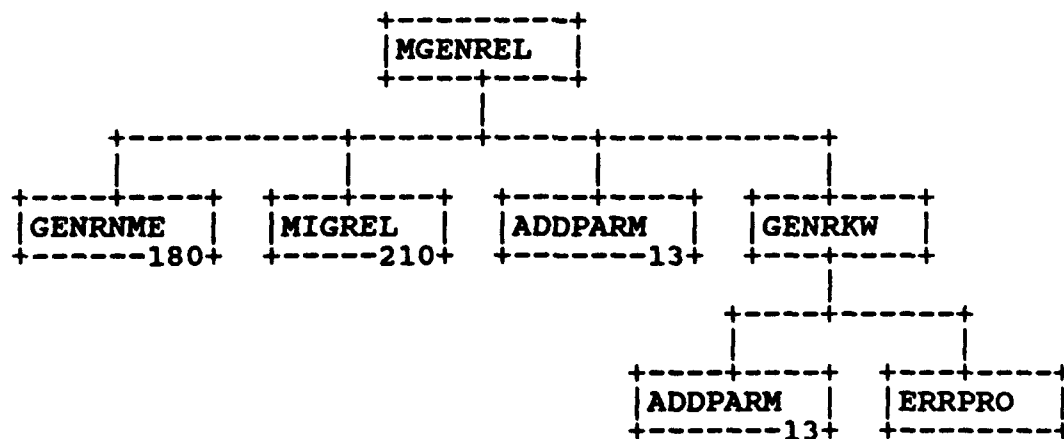 MGENREL
GENRNME MIGREL ADDPARM GENRKW
180 210 13
ADDPARM ERRPRO
13